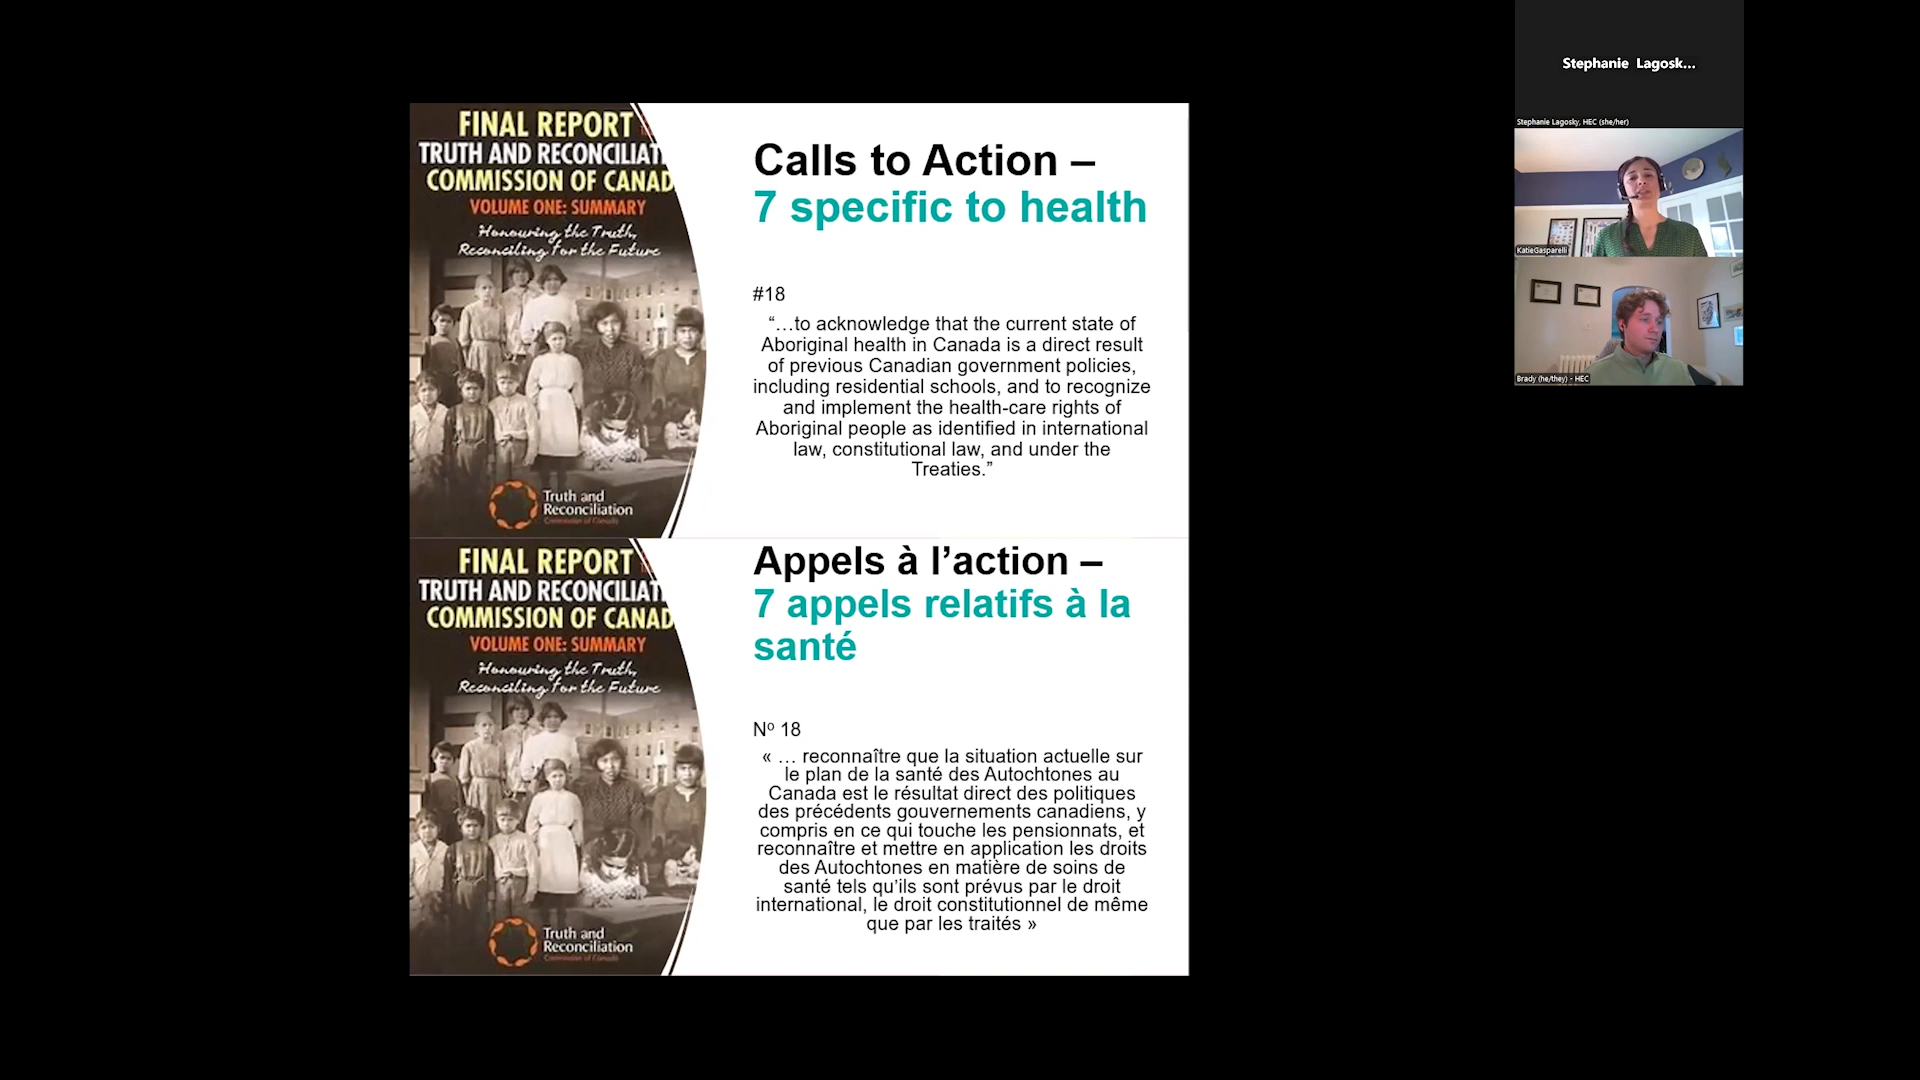 FINAL REPORT
TRUTH AND RECONCILIAT
COMMISSION OF CANAD
VOLUME ONE: SUMMARY
Honouring the Truth,
Reconciling for the Future
Truth and
Reconciliation
Commission of Canada
Calls to Action –
7 specific to health
#18
“…to acknowledge that the current state of
Aboriginal health in Canada is a direct result
of previous Canadian government policies,
including residential schools, and to recognize
and implement the health-care rights of
Aboriginal people as identified in international
law, constitutional law, and under the
Treaties.”
FINAL REPORT
TRUTH AND RECONCILIAT
COMMISSION OF CANAD
VOLUME ONE: SUMMARY
Honouring the Truth,
Reconciling for the Future
Truth and
Reconciliation
Commission of Canada
Appels à l’action –
7 appels relatifs à la
santé
Nº 18
« … reconnaître que la situation actuelle sur
le plan de la santé des Autochtones au
Canada est le résultat direct des politiques
des précédents gouvernements canadiens, y
compris en ce qui touche les pensionnats, et
reconnaître et mettre en application les droits
des Autochtones en matière de soins de
santé tels qu’ils sont prévus par le droit
international, le droit constitutionnel de même
que par les traités »
Stephanie Lagosk...
Stephanie Lagosky, HEC (she/her)
KatieGasparelli
Brady (he/they) - HEC